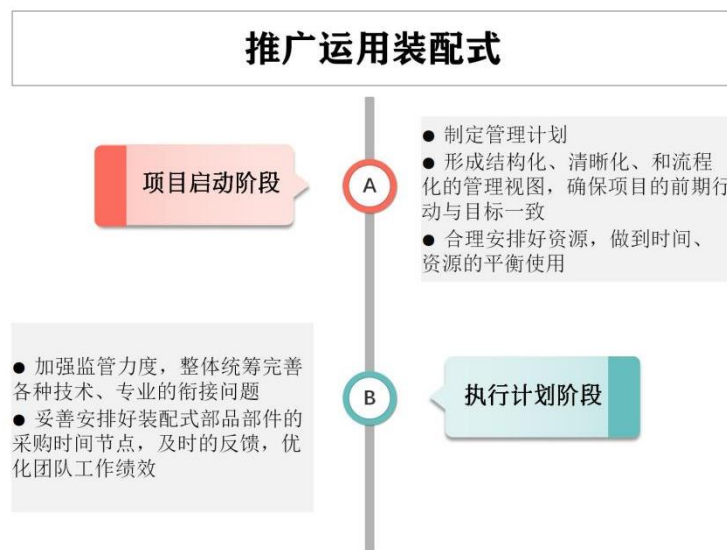 推广运用装配式
项目启动阶段
A
● 制定管理计划
● 形成结构化、清晰化、和流程
化的管理视图，确保项目的前期行
动与目标一致
● 合理安排好资源，做到时间、
资源的平衡使用
● 加强监管力度，整体统筹完善
各种技术、专业的衔接问题
● 妥善安排好装配式部品部件的
采购时间节点，及时的反馈，优
化团队工作绩效
B
执行计划阶段